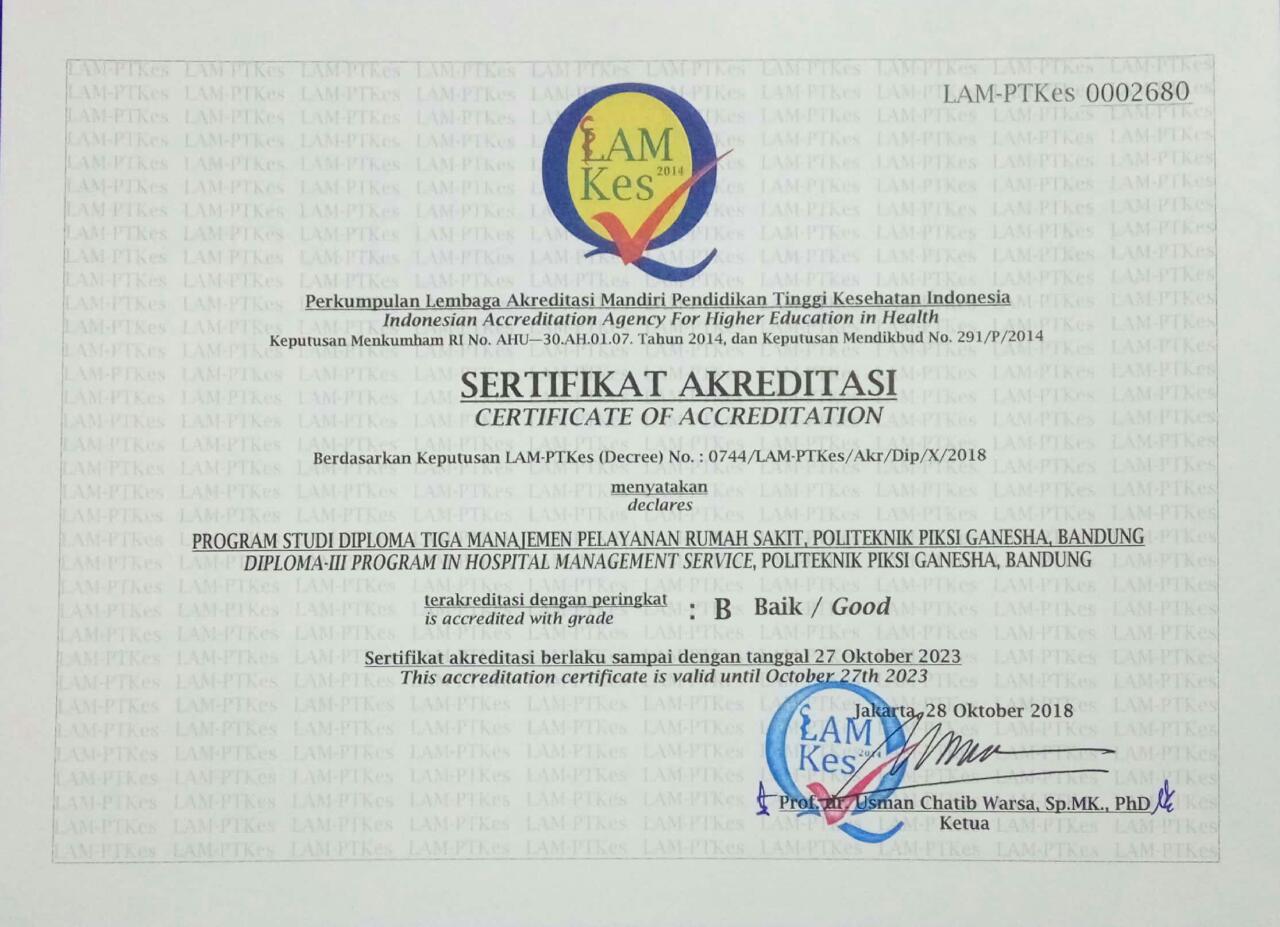 LAM-PTKes 0002680
LAM
Kes 2014
Perkumpulan Lembaga Akreditasi Mandiri Pendidikan Tinggi Kesehatan Indonesia
Indonesian Accreditation Agency For Higher Education in Health
Keputusan Menkumham RI No. AHU—30.AH.01.07. Tahun 2014, dan Keputusan Mendikbud No. 291/P/2014
SERTIFIKAT AKREDITASI
CERTIFICATE OF ACCREDITATION
Berdasarkan Keputusan LAM-PTKes (Decree) No. : 0744/LAM-PTKes/Akr/Dip/X/2018
menyatakan
declares
PROGRAM STUDI DIPLOMA TIGA MANAJEMEN PELAYANAN RUMAH SAKIT, POLITEKNIK PIKSI GANESHA, BANDUNG
DIPLOMA-III PROGRAM IN HOSPITAL MANAGEMENT SERVICE, POLITEKNIK PIKSI GANESHA, BANDUNG
terakreditasi dengan peringkat
is accredited with grade : B Baik / Good
Sertifikat akreditasi berlaku sampai dengan tanggal 27 Oktober 2023
This accreditation certificate is valid until October 27th 2023
Jakarta, 28 Oktober 2018
LAM
Kes 2014
Prof. dr. Usman Chatib Warsa, Sp.MK., PhD
Ketua